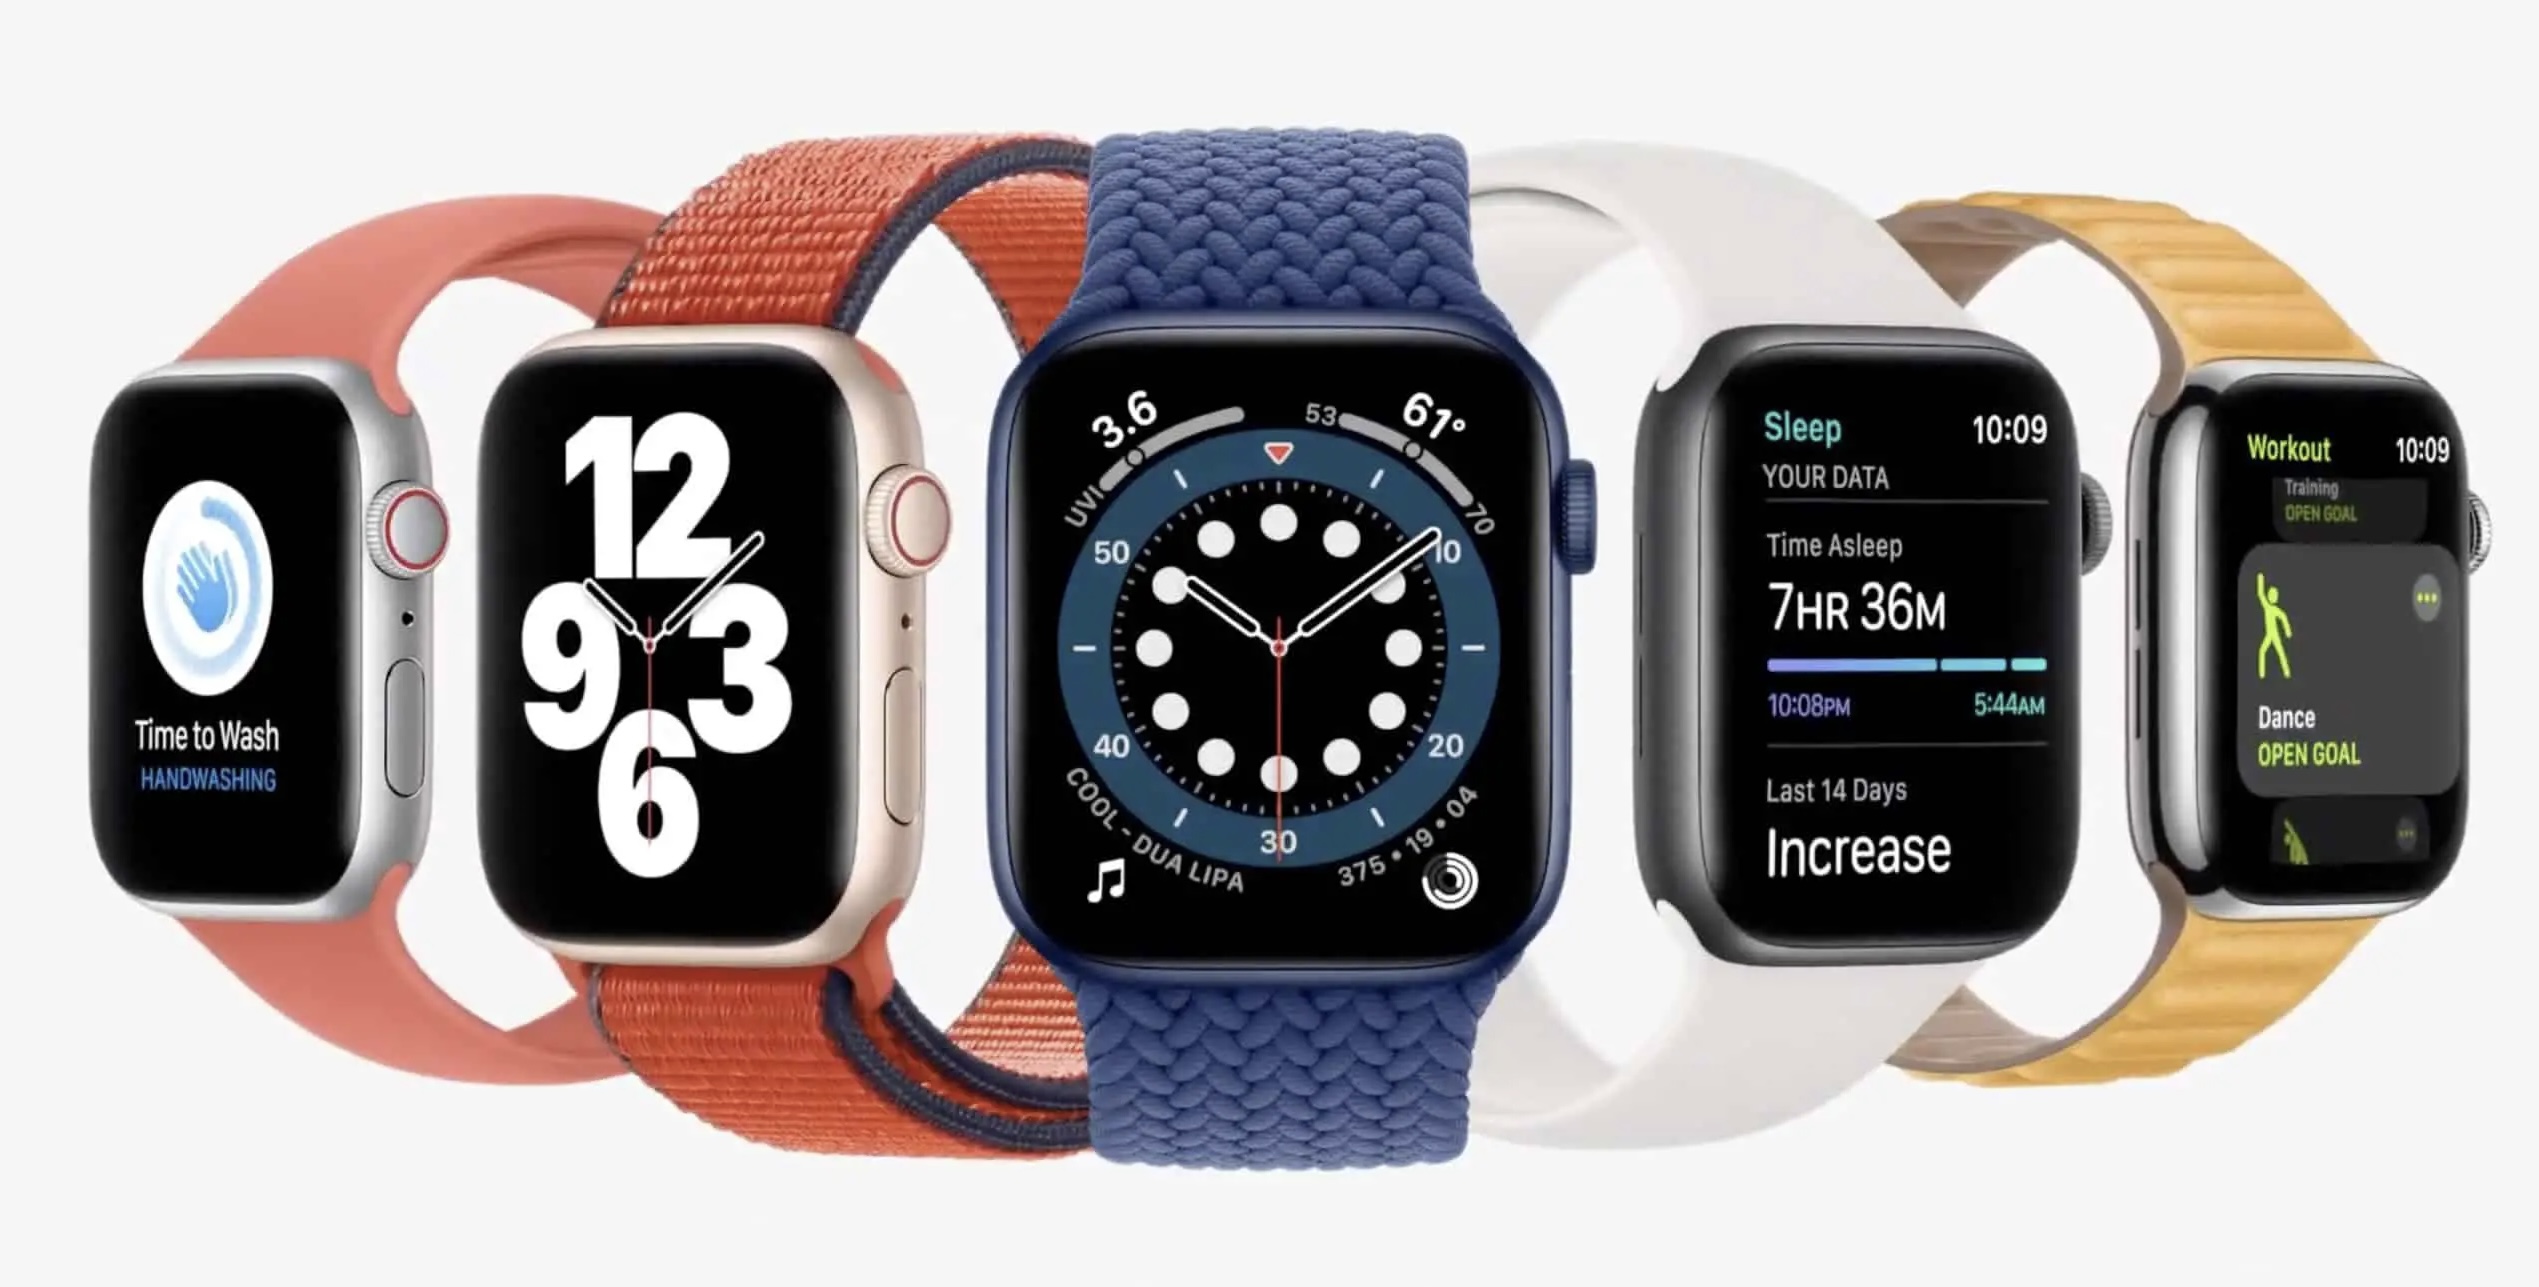 Time to Wash
HANDWASHING
12
9 3
6
3.6
UVI
53 61° 70
50 10
40 20
30
COOL - DUA LIPA
375 • 19 • 04
Sleep 10:09
YOUR DATA
Time Asleep
7HR 36M
10:08PM 5:44AM
Last 14 Days
Increase
Workout 10:09
Training
OPEN GOAL
Dance
OPEN GOAL